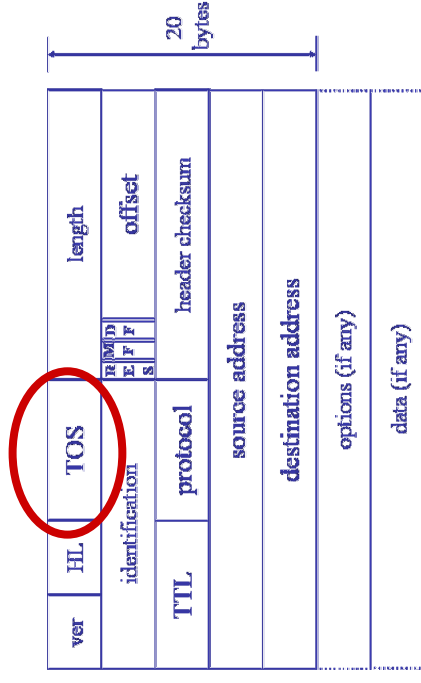 ver
HL
TOS
length
identification
R
E
S
M
F
D
F
offset
TTL
protocol
header checksum
source address
destination address
options (if any)
data (if any)
20
bytes